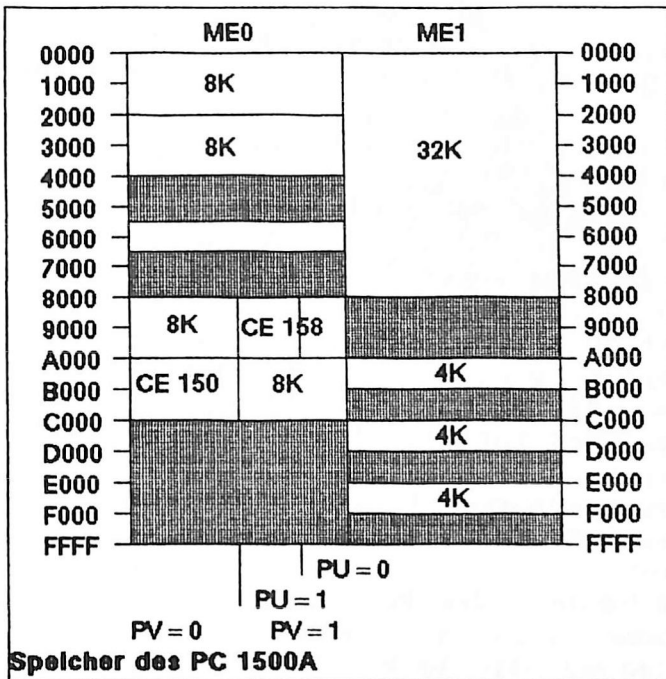 ME0 ME1
0000 0000
1000 8K 1000
2000 2000
3000 8K 32K 3000
4000 4000
5000 5000
6000 6000
7000 7000
8000 8000
9000 8K CE 158 9000
A000 A000
B000 CE 150 8K 4K B000
C000 C000
D000 4K D000
E000 E000
F000 4K F000
FFFF FFFF
PU = 0
PU = 1
PV = 0 PV = 1
Speicher des PC 1500A